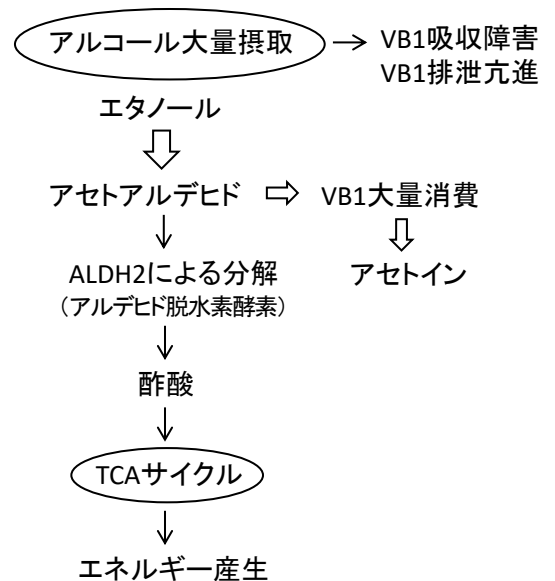 アルコール大量摂取
VB1吸収障害
VB1排泄亢進
エタノール
アセトアルデヒド
VB1大量消費
ALDH2による分解
（アルデヒド脱水素酵素）
アセトイン
酢酸
TCAサイクル
エネルギー産生